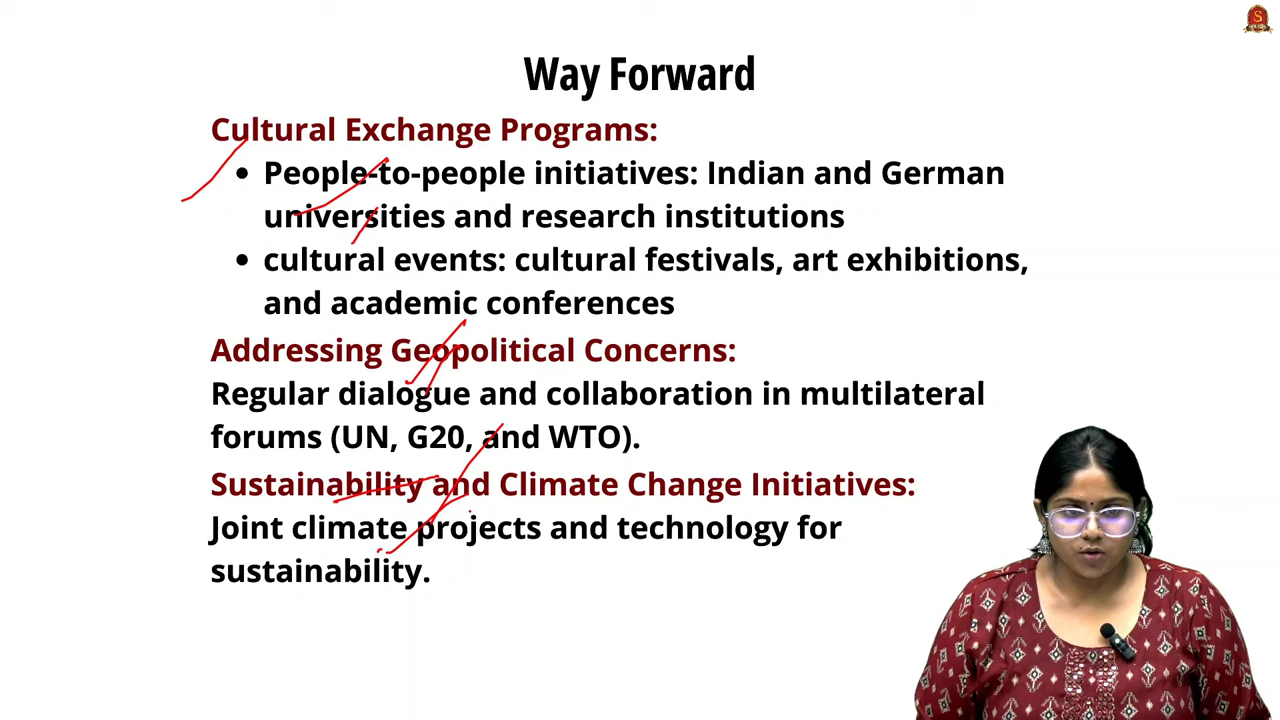 Way Forward
Cultural Exchange Programs:
• People-to-people initiatives: Indian and German
universities and research institutions
• cultural events: cultural festivals, art exhibitions,
and academic conferences
Addressing Geopolitical Concerns:
Regular dialogue and collaboration in multilateral
forums (UN, G20, and WTO).
Sustainability and Climate Change Initiatives:
Joint climate projects and technology for
sustainability.
S